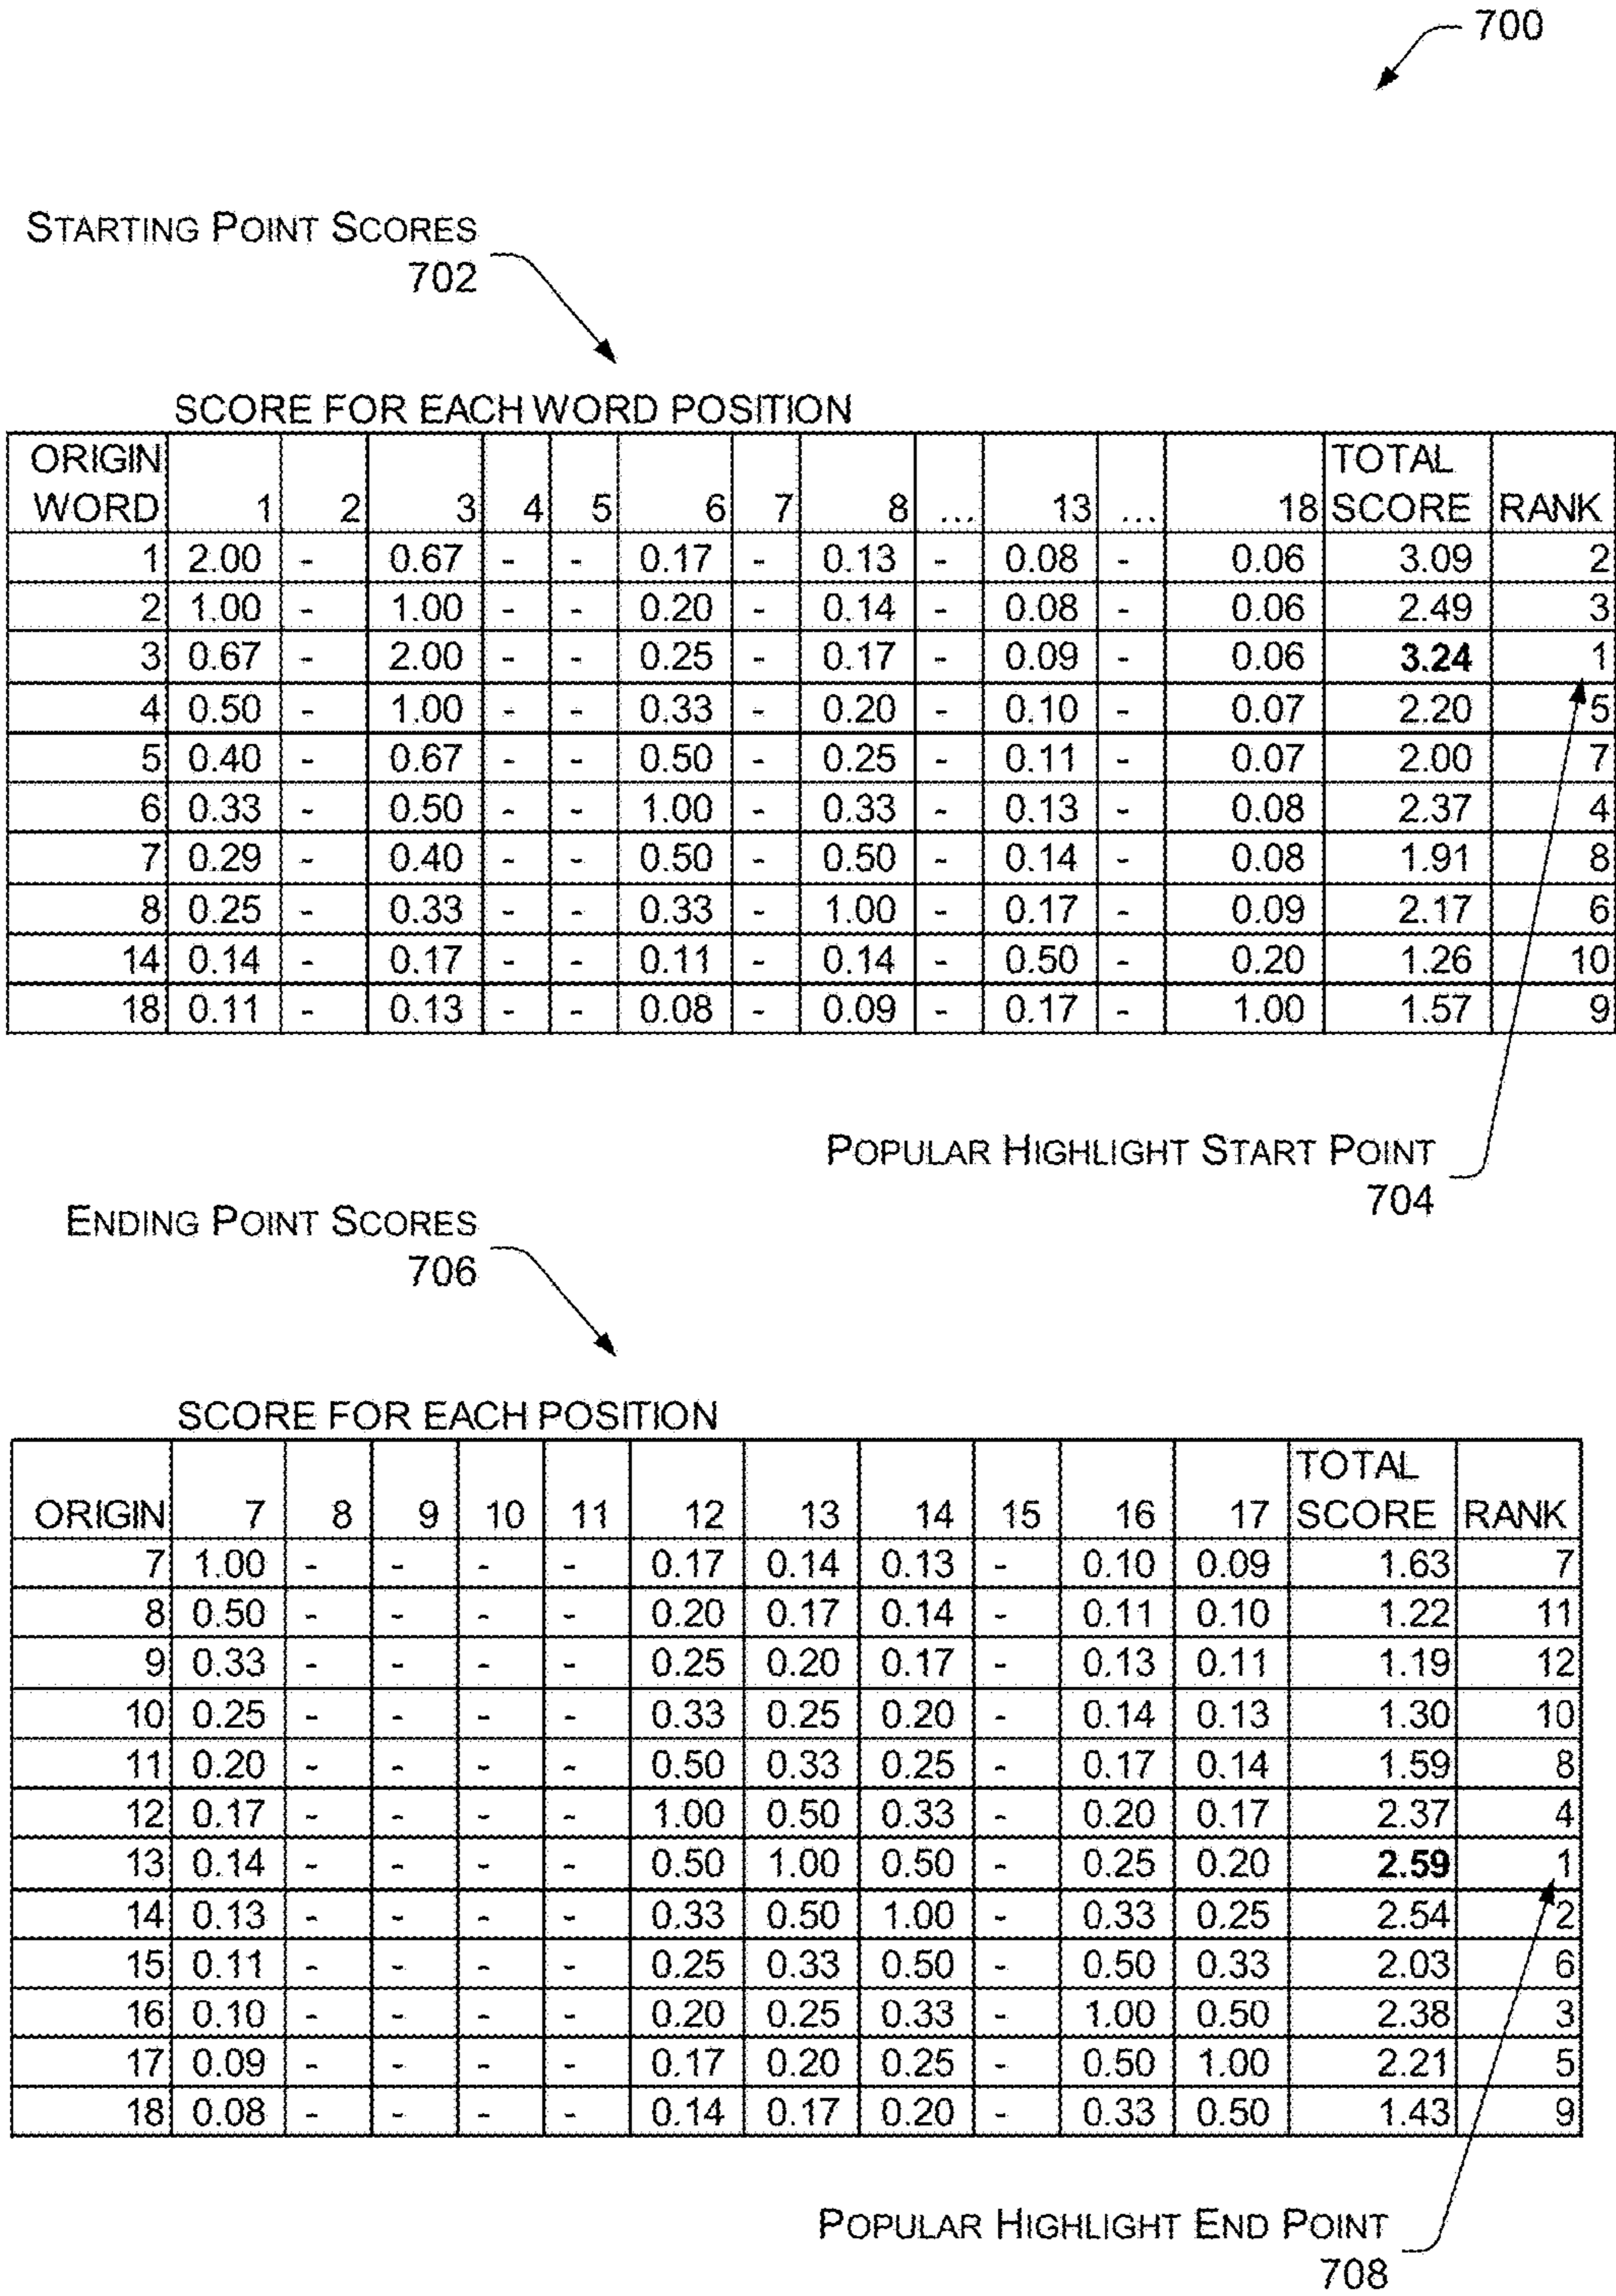 700
STARTING POINT SCORES
702
SCORE FOR EACH WORD POSITION
ORIGIN WORD 1 2 3 4 5 6 7 8 ... 13 ... 18 TOTAL SCORE RANK
1 2.00 - 0.67 - - 0.17 - 0.13 - 0.08 - 0.06 3.09 2
2 1.00 - 1.00 - - 0.20 - 0.14 - 0.08 - 0.06 2.49 3
3 0.67 - 2.00 - - 0.25 - 0.17 - 0.09 - 0.06 3.24 1
4 0.50 - 1.00 - - 0.33 - 0.20 - 0.10 - 0.07 2.20 5
5 0.40 - 0.67 - - 0.50 - 0.25 - 0.11 - 0.07 2.00 7
6 0.33 - 0.50 - - 1.00 - 0.33 - 0.13 - 0.08 2.37 4
7 0.29 - 0.40 - - 0.50 - 0.50 - 0.14 - 0.08 1.91 8
8 0.25 - 0.33 - - 0.33 - 1.00 - 0.17 - 0.09 2.17 6
14 0.14 - 0.17 - - 0.11 - 0.14 - 0.50 - 0.20 1.26 10
18 0.11 - 0.13 - - 0.08 - 0.09 - 0.17 - 1.00 1.57 9
POPULAR HIGHLIGHT START POINT
704
ENDING POINT SCORES
706
SCORE FOR EACH POSITION
ORIGIN 7 8 9 10 11 12 13 14 15 16 17 TOTAL SCORE RANK
7 1.00 - - - - 0.17 0.14 0.13 - 0.10 0.09 1.63 7
8 0.50 - - - - 0.20 0.17 0.14 - 0.11 0.10 1.22 11
9 0.33 - - - - 0.25 0.20 0.17 - 0.13 0.11 1.19 12
10 0.25 - - - - 0.33 0.25 0.20 - 0.14 0.13 1.30 10
11 0.20 - - - - 0.50 0.33 0.25 - 0.17 0.14 1.59 8
12 0.17 - - - - 1.00 0.50 0.33 - 0.20 0.17 2.37 4
13 0.14 - - - - 0.50 1.00 0.50 - 0.25 0.20 2.59 1
14 0.13 - - - - 0.33 0.50 1.00 - 0.33 0.25 2.54 2
15 0.11 - - - - 0.25 0.33 0.50 - 0.50 0.33 2.03 6
16 0.10 - - - - 0.20 0.25 0.33 - 1.00 0.50 2.38 3
17 0.09 - - - - 0.17 0.20 0.25 - 0.50 1.00 2.21 5
18 0.08 - - - - 0.14 0.17 0.20 - 0.33 0.50 1.43 9
POPULAR HIGHLIGHT END POINT
708